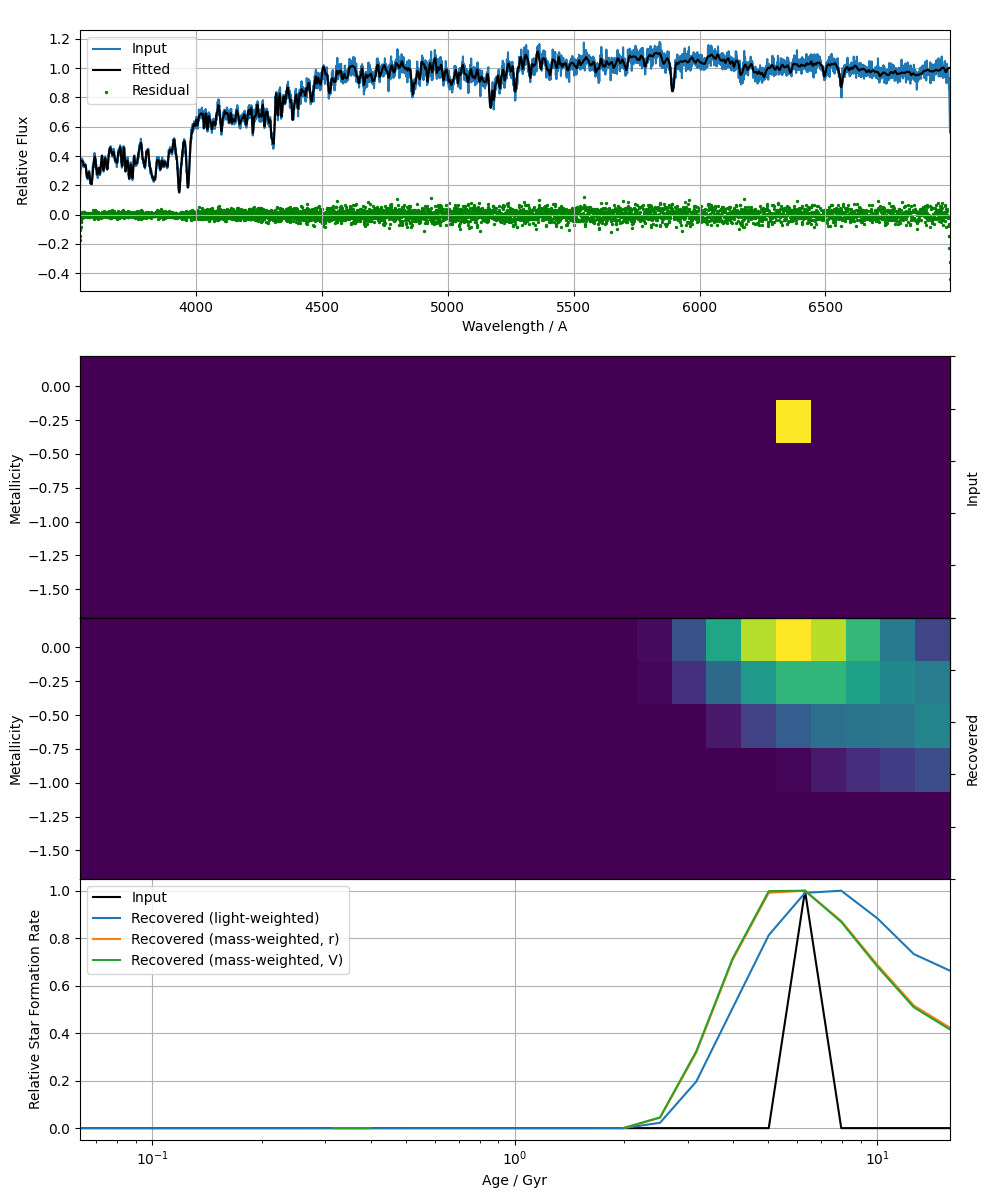 1.2
1.0
0.8
0.6
0.4
0.2
0.0
−0.2
−0.4
Relative Flux
Input
Fitted
Residual
4000
4500
5000
5500
6000
6500
Wavelength / A
0.00
−0.25
−0.50
−0.75
−1.00
−1.25
−1.50
Metallicity
Input
0.00
−0.25
−0.50
−0.75
−1.00
−1.25
−1.50
Metallicity
Recovered
1.0
0.8
0.6
0.4
0.2
0.0
Relative Star Formation Rate
Input
Recovered (light-weighted)
Recovered (mass-weighted, r)
Recovered (mass-weighted, V)
10⁻¹
10⁰
10¹
Age / Gyr